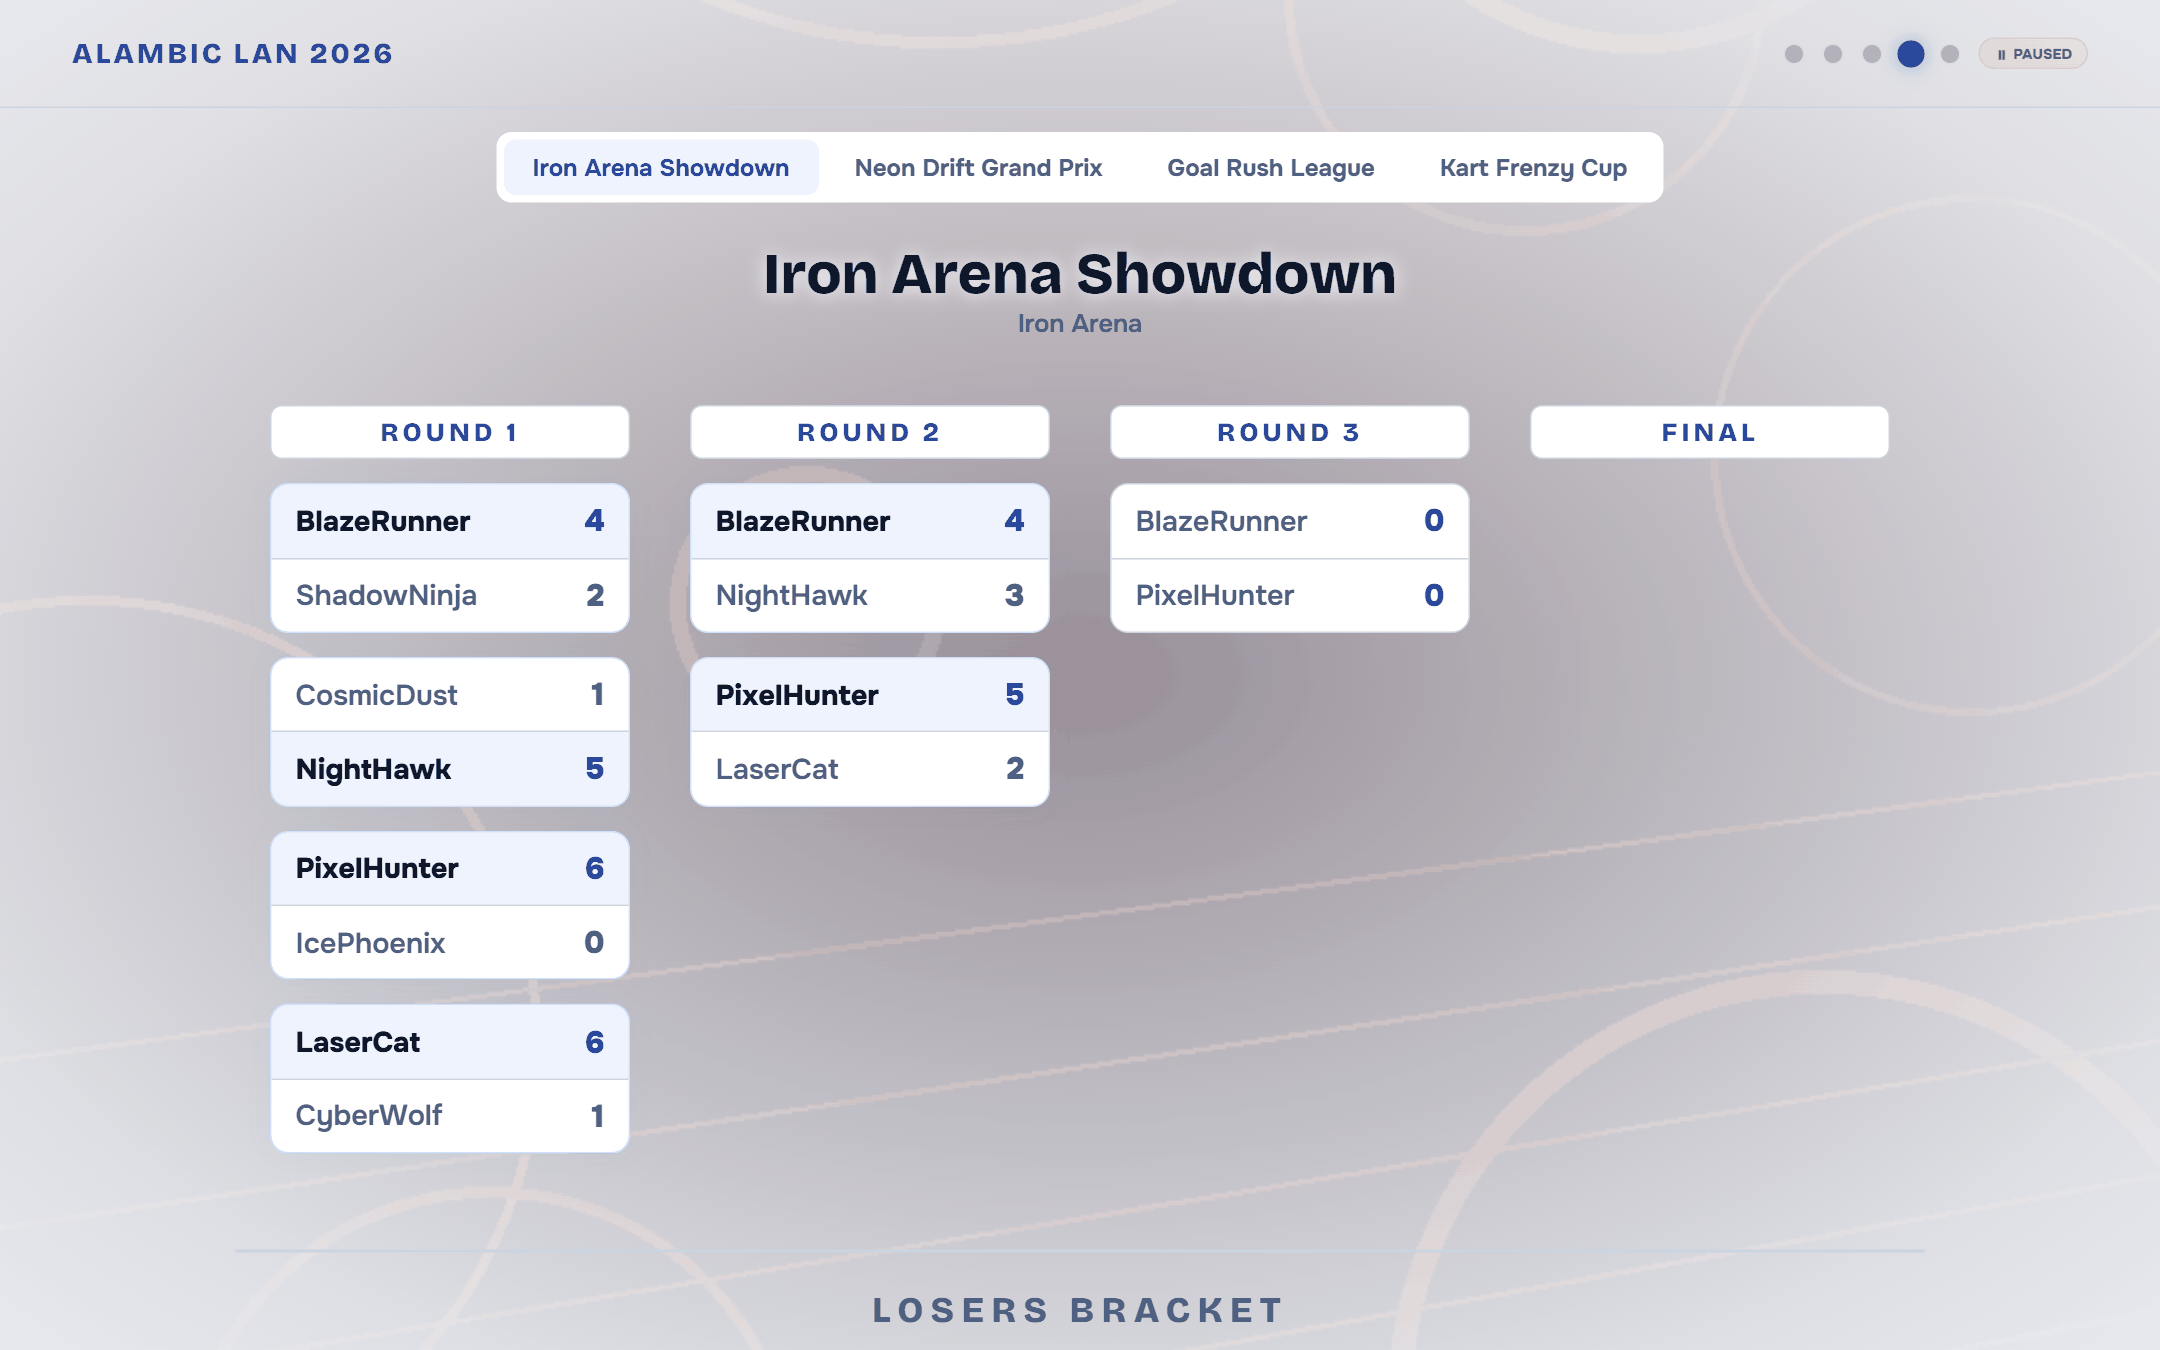 ALAMBIC LAN 2026
PAUSED
Iron Arena Showdown
Neon Drift Grand Prix
Goal Rush League
Kart Frenzy Cup
Iron Arena Showdown
Iron Arena
ROUND 1
BlazeRunner 4
ShadowNinja 2
CosmicDust 1
NightHawk 5
PixelHunter 6
IcePhoenix 0
LaserCat 6
CyberWolf 1
ROUND 2
BlazeRunner 4
NightHawk 3
PixelHunter 5
LaserCat 2
ROUND 3
BlazeRunner 0
PixelHunter 0
FINAL
LOSERS BRACKET